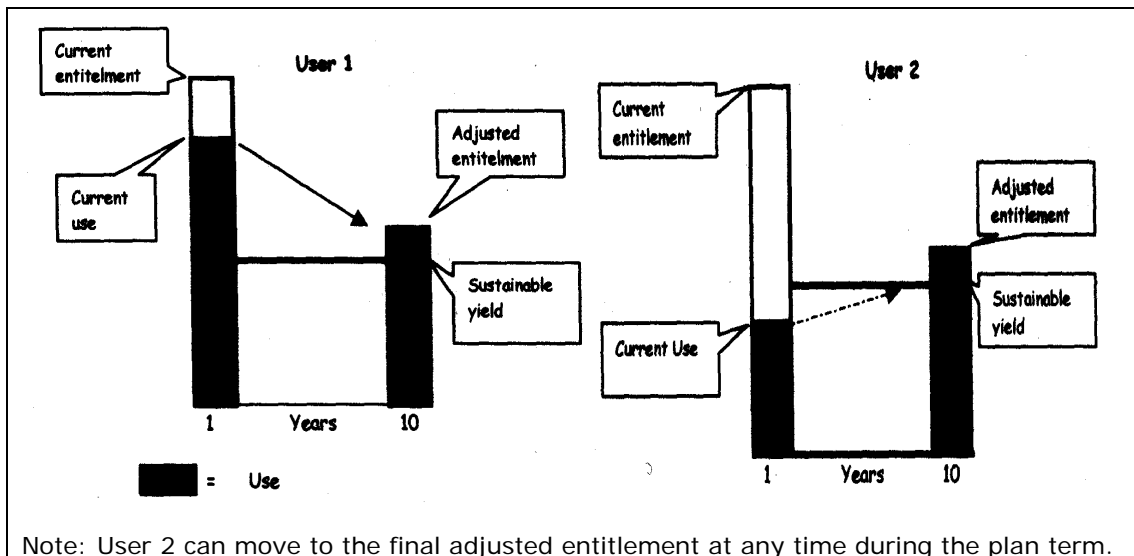 User 1
Current
entitelment
Current
use
Adjusted
entitelment
Sustainable
yield
1 Years 10
= Use
User 2
Current
entitlement
Current Use
Adjusted
entitlement
Sustainable
yield
1 Years 10
Note: User 2 can move to the final adjusted entitlement at any time during the plan term.